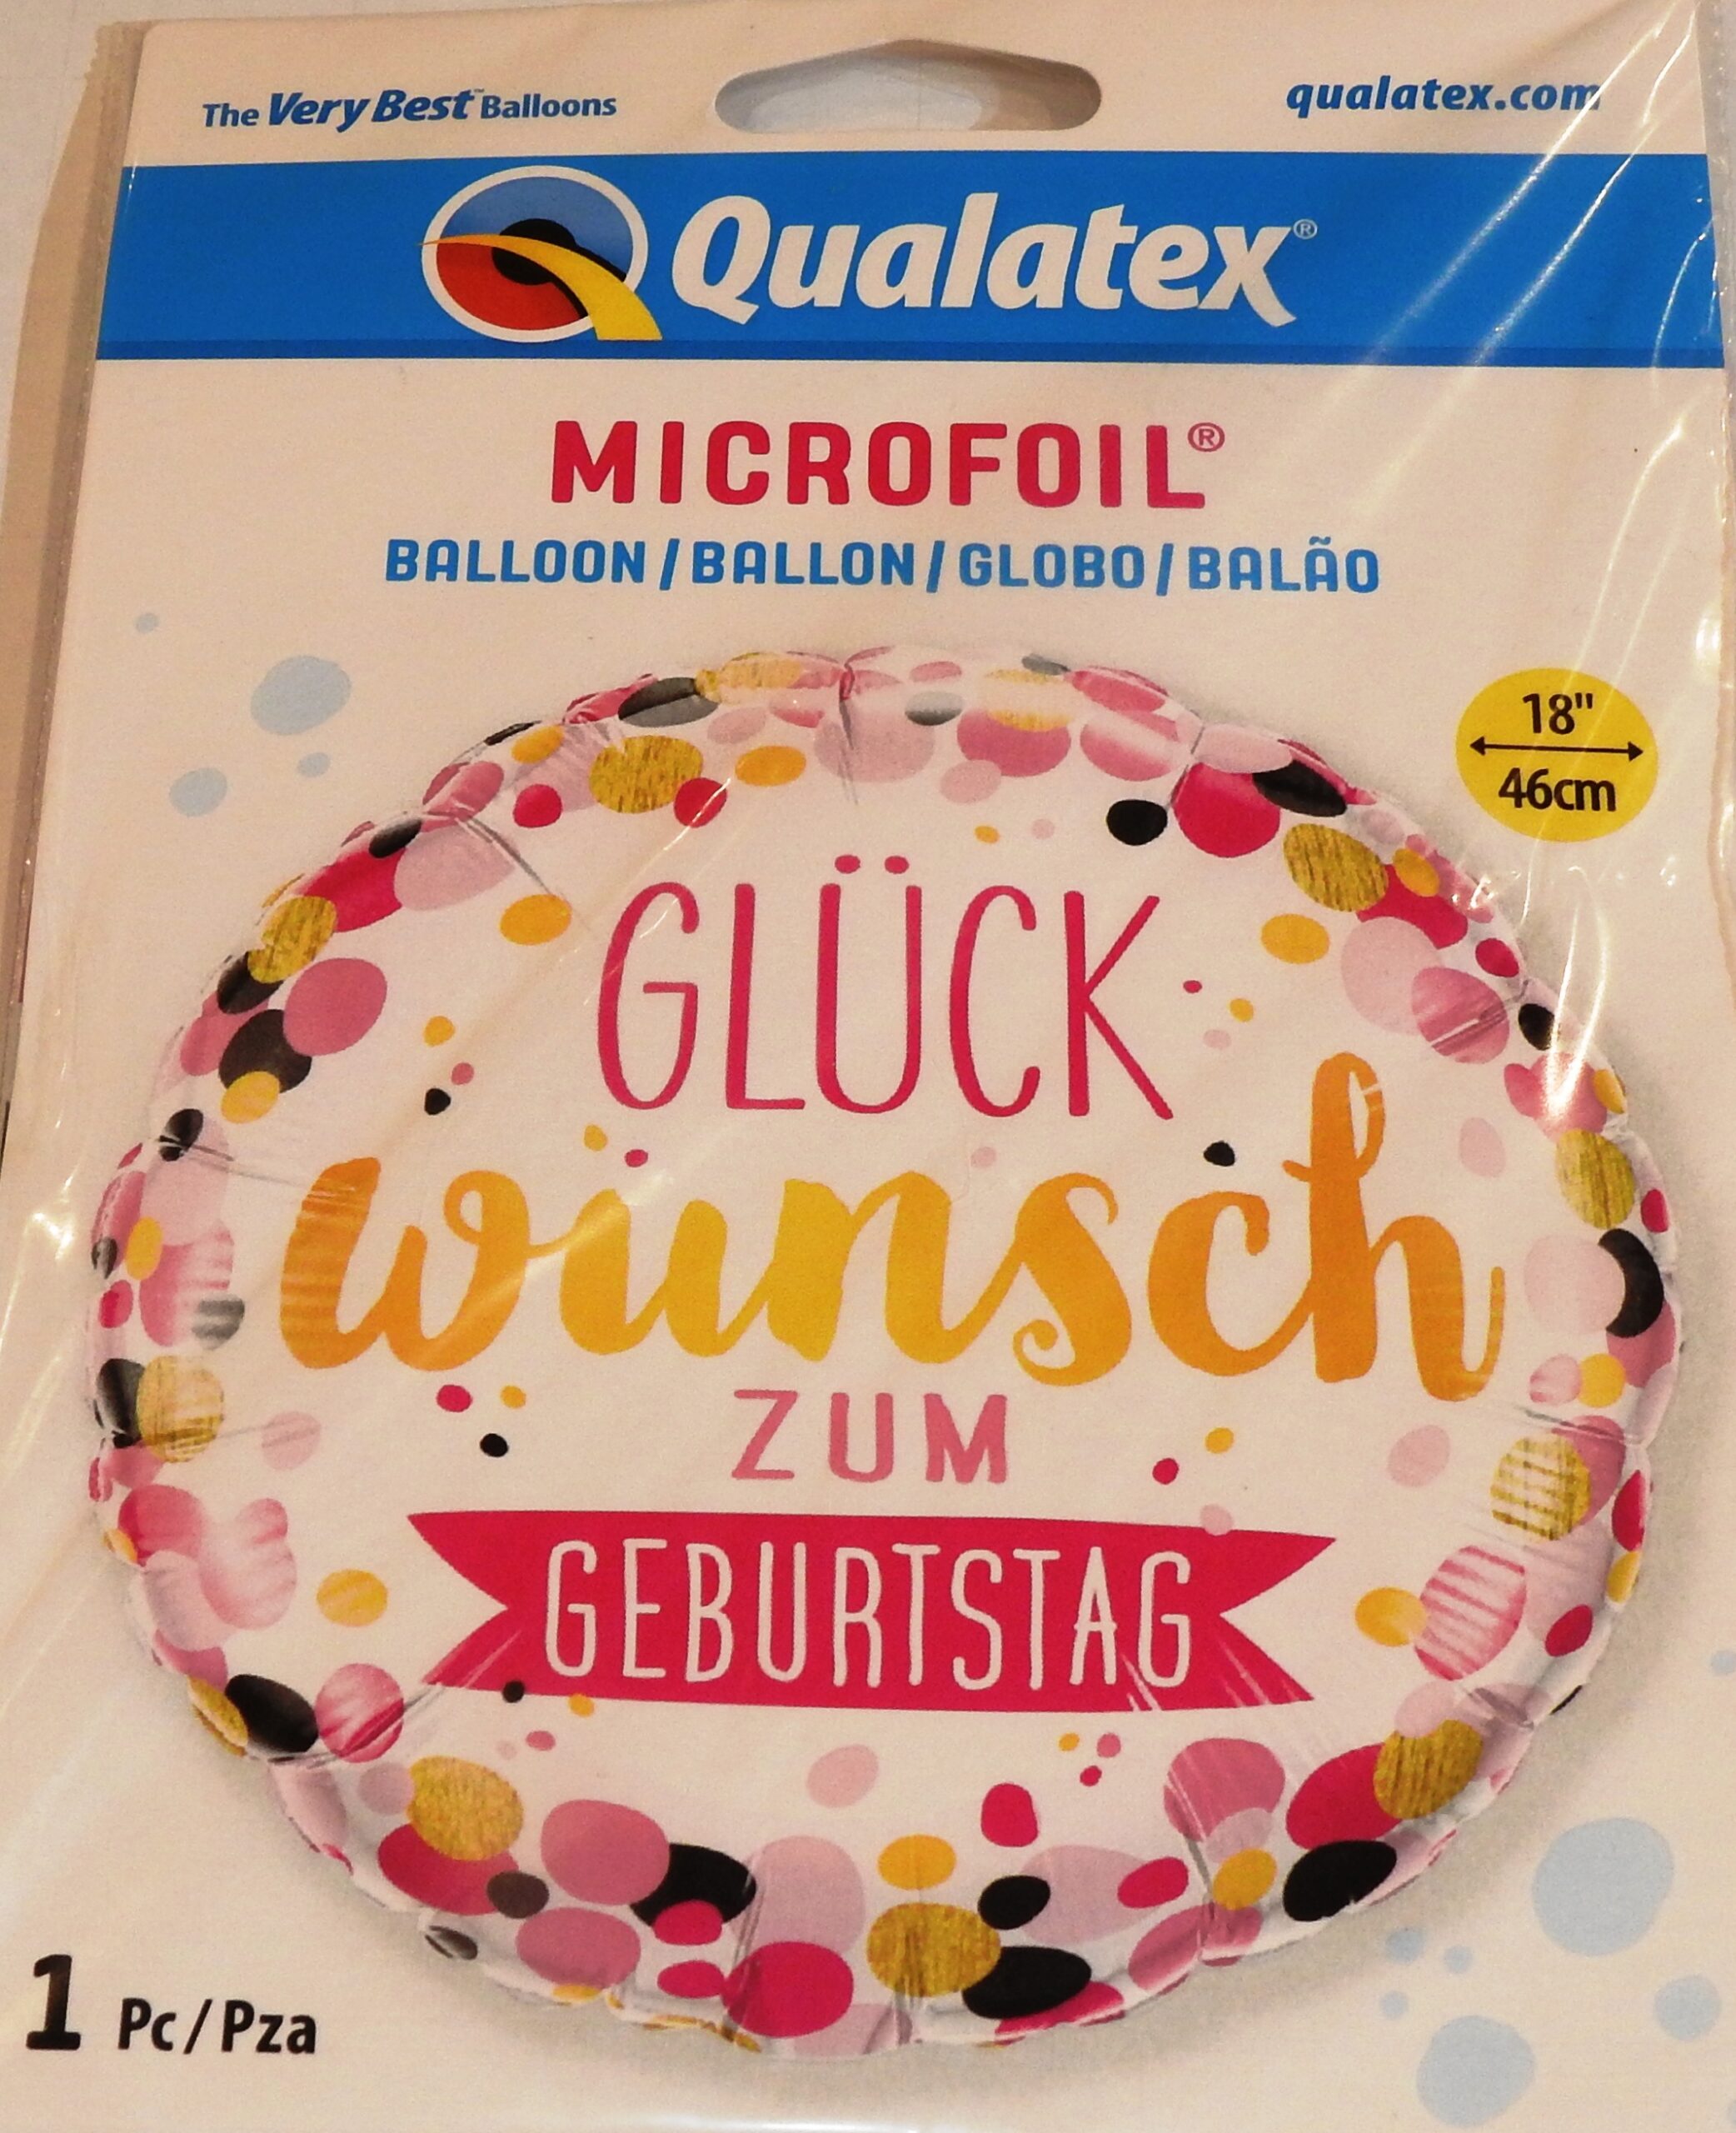 The Very Best™ Balloons
qualatex.com
Qualatex®
MICROFOIL®
BALLOON / BALLON / GLOBO / BALÃO
18"
46cm
GLÜCK
wunsch
ZUM
GEBURTSTAG
1 Pc / Pza